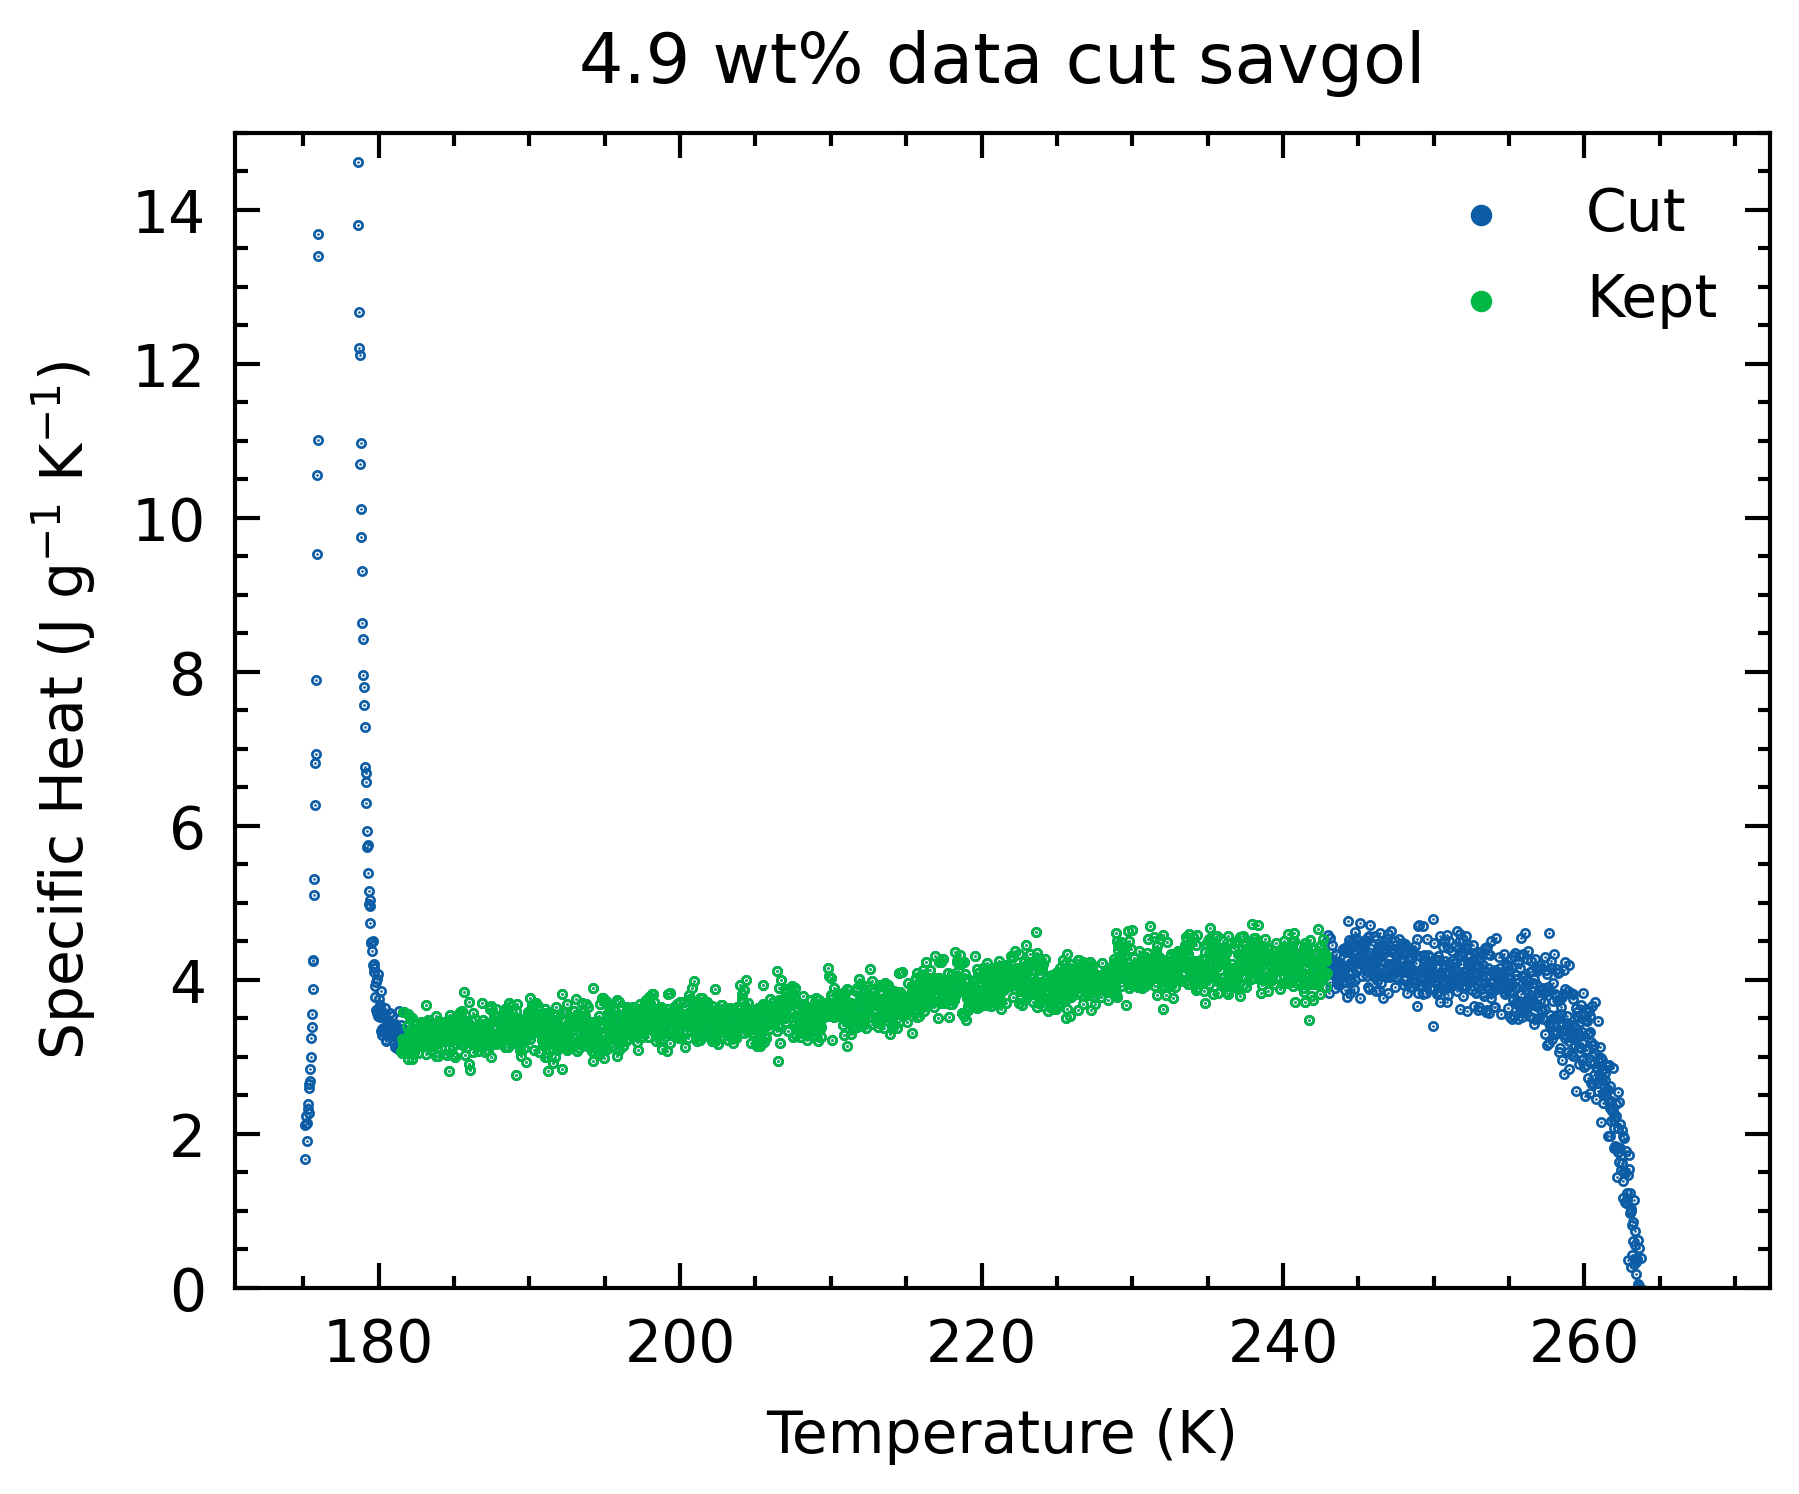 4.9 wt% data cut savgol
Cut
Kept
Specific Heat (J g⁻¹ K⁻¹)
14
12
10
8
6
4
2
0
180 200 220 240 260
Temperature (K)